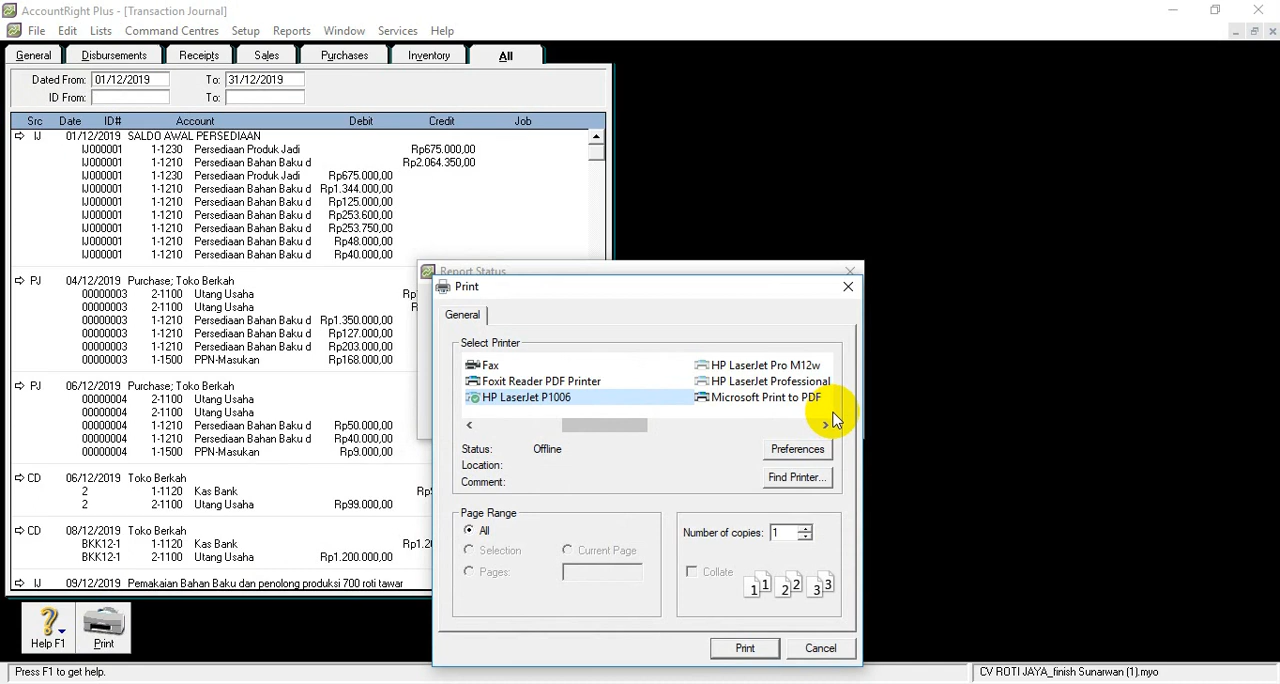 AccountRight Plus - [Transaction Journal]
File Edit Lists Command Centres Setup Reports Window Services Help
General Disbursements Receipts Sales Purchases Inventory All
Dated From: 01/12/2019 To: 31/12/2019
ID From: To:
Src Date ID# Account Debit Credit Job
IJ 01/12/2019 SALDO AWAL PERSEDIAAN
IJ000001 1-1230 Persediaan Produk Jadi Rp675.000,00
IJ000001 1-1210 Persediaan Bahan Baku d Rp2.064.350,00
IJ000001 1-1230 Persediaan Produk Jadi Rp675.000,00
IJ000001 1-1210 Persediaan Bahan Baku d Rp1.344.000,00
IJ000001 1-1210 Persediaan Bahan Baku d Rp125.000,00
IJ000001 1-1210 Persediaan Bahan Baku d Rp253.600,00
IJ000001 1-1210 Persediaan Bahan Baku d Rp253.750,00
IJ000001 1-1210 Persediaan Bahan Baku d Rp48.000,00
IJ000001 1-1210 Persediaan Bahan Baku d Rp40.000,00
PJ 04/12/2019 Purchase; Toko Berkah
00000003 2-1100 Utang Usaha
00000003 2-1100 Utang Usaha
00000003 1-1210 Persediaan Bahan Baku d Rp1.350.000,00
00000003 1-1210 Persediaan Bahan Baku d Rp127.000,00
00000003 1-1210 Persediaan Bahan Baku d Rp203.000,00
00000003 1-1500 PPN-Masukan Rp168.000,00
PJ 06/12/2019 Purchase; Toko Berkah
00000004 2-1100 Utang Usaha
00000004 2-1100 Utang Usaha
00000004 1-1210 Persediaan Bahan Baku d Rp50.000,00
00000004 1-1210 Persediaan Bahan Baku d Rp40.000,00
00000004 1-1500 PPN-Masukan Rp9.000,00
CD 06/12/2019 Toko Berkah
2 1-1120 Kas Bank
2 2-1100 Utang Usaha Rp99.000,00
CD 08/12/2019 Toko Berkah
BKK12-1 1-1120 Kas Bank
BKK12-1 2-1100 Utang Usaha Rp1.200.000,00
IJ 09/12/2019 Pemakaian Bahan Baku dan penolong produksi 700 roti tawar
Help F1 Print
Press F1 to get help.
CV ROTI JAYA_finish Sunarwan (1).myo
Report Status
Print
General
Select Printer
Fax HP LaserJet Pro M12w
Foxit Reader PDF Printer HP LaserJet Professional
HP LaserJet P1006 Microsoft Print to PDF
Status: Offline Preferences
Location:
Comment: Find Printer...
Page Range
All
Selection Current Page
Pages:
Number of copies: 1
Collate 1 1 2 2 3 3
Print Cancel